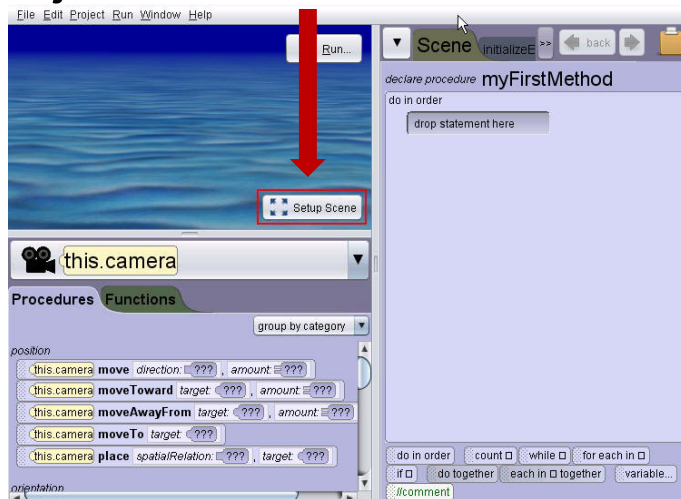 File Edit Project Run Window Help
Run...
Setup Scene
this.camera
Procedures Functions
group by category
position
this.camera move direction: ??? , amount: ???
this.camera moveToward target: ??? , amount: ???
this.camera moveAwayFrom target: ??? , amount: ???
this.camera moveTo target: ???
this.camera place spatialRelation: ??? , target: ???
orientation
Scene initializeE >> back
declare procedure myFirstMethod
do in order
drop statement here
do in order count while for each in
if do together each in together variable...
//comment